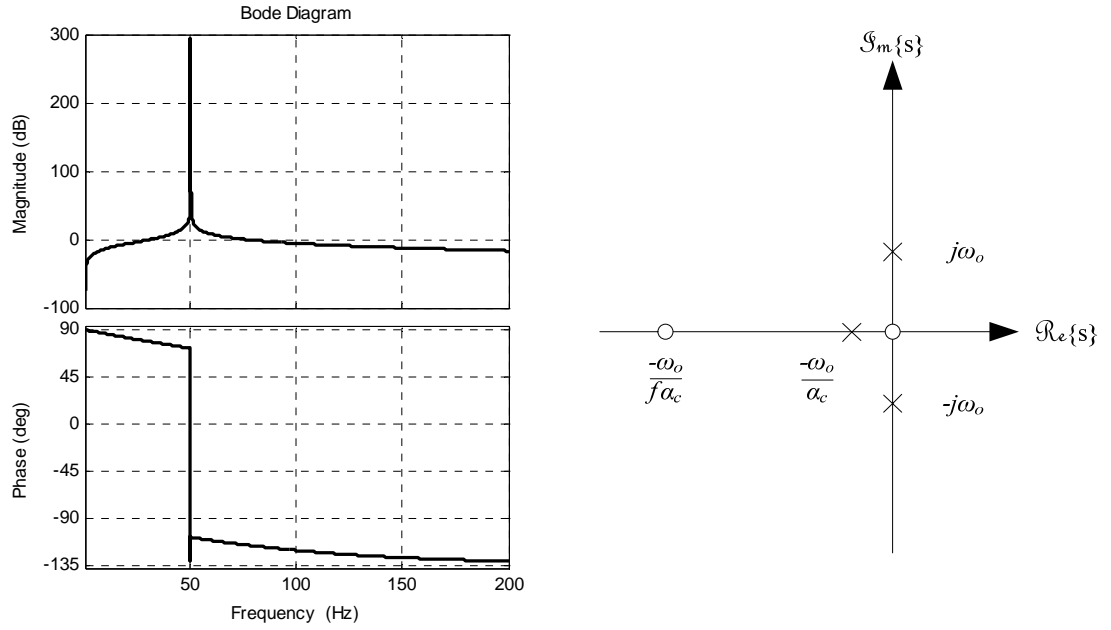 Bode Diagram
Magnitude (dB)
300
200
100
0
-100
Phase (deg)
90
45
0
-45
-90
-135
50
100
150
200
Frequency (Hz)
ℐm{s}
ℛe{s}
jωo
-jωo
-ωo
fαc
-ωo
αc